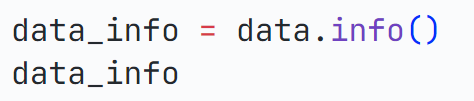 data_info = data.info()
data_info